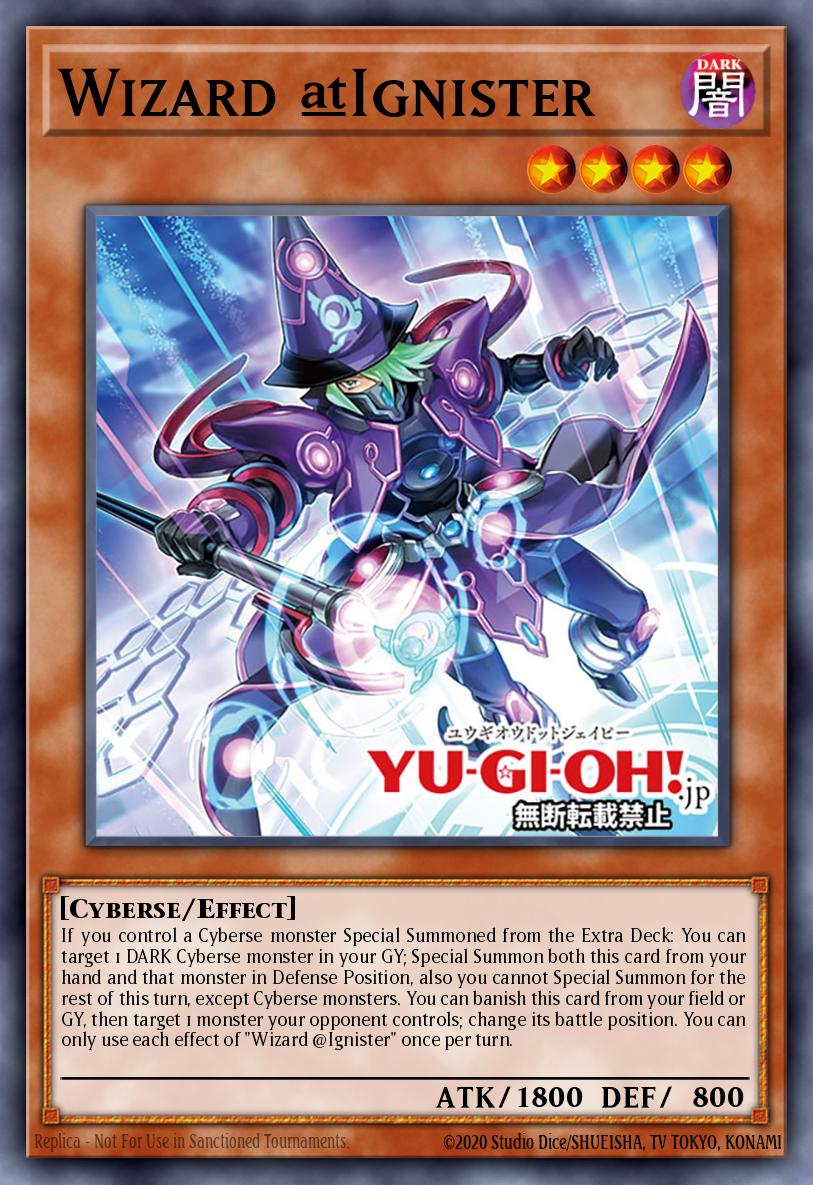 Wizard @Ignister
DARK
闇
ユウギオウドットジェイピー
YU-GI-OH!.jp
無断転載禁止
[Cyberse/Effect]
If you control a Cyberse monster Special Summoned from the Extra Deck: You can
target 1 DARK Cyberse monster in your GY; Special Summon both this card from your
hand and that monster in Defense Position, also you cannot Special Summon for the
rest of this turn, except Cyberse monsters. You can banish this card from your field or
GY, then target 1 monster your opponent controls; change its battle position. You can
only use each effect of "Wizard @Ignister" once per turn.
ATK/1800 DEF/ 800
Replica - Not For Use in Sanctioned Tournaments.
©2020 Studio Dice/SHUEISHA, TV TOKYO, KONAMI